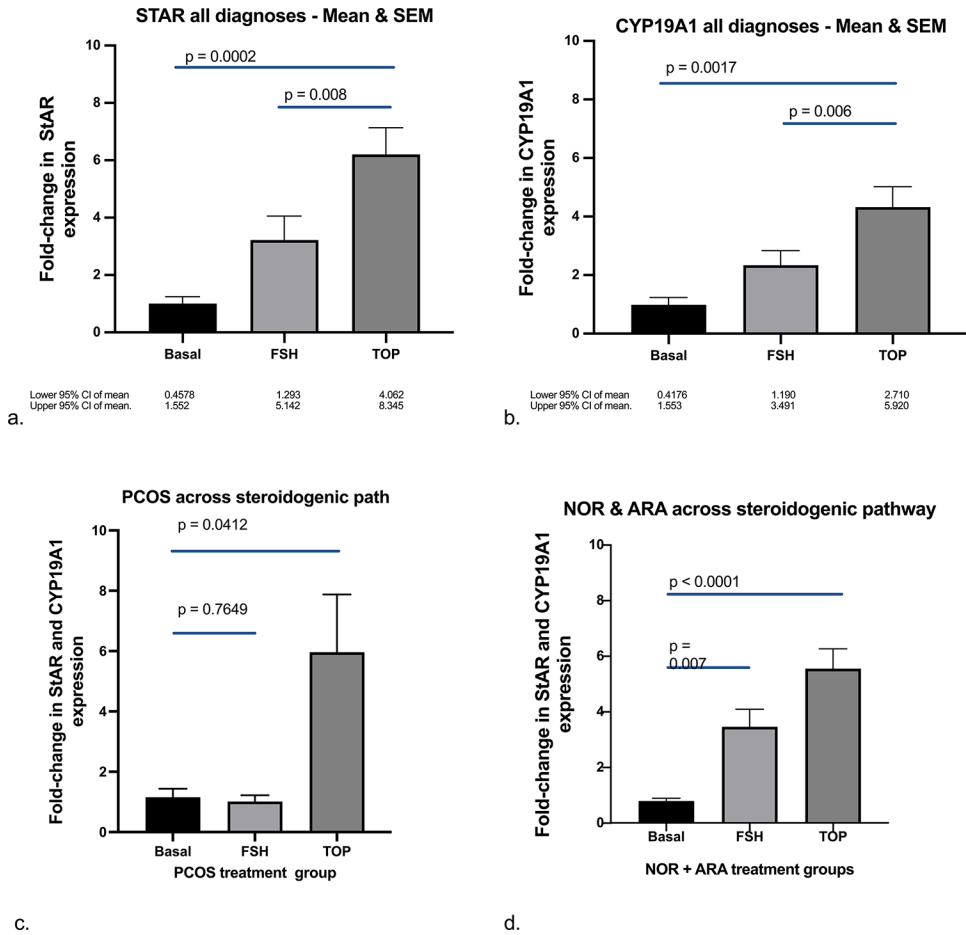 STAR all diagnoses - Mean & SEM
Fold-change in StAR
expression
10
8
6
4
2
0
p = 0.0002
p = 0.008
Basal FSH TOP
Lower 95% CI of mean 0.4578 1.293 4.062
Upper 95% CI of mean. 1.552 5.142 8.345
a.
CYP19A1 all diagnoses - Mean & SEM
Fold-change in CYP19A1
expression
10
8
6
4
2
0
p = 0.0017
p = 0.006
Basal FSH TOP
Lower 95% CI of mean 0.4176 1.190 2.710
Upper 95% CI of mean 1.553 3.491 5.920
b.
PCOS across steroidogenic path
Fold-change in StAR and CYP19A1
expression
10
8
6
4
2
0
p = 0.0412
p = 0.7649
Basal FSH TOP
PCOS treatment group
c.
NOR & ARA across steroidogenic pathway
Fold-change in StAR and CYP19A1
expression
10
8
6
4
2
0
p < 0.0001
p =
0.007
Basal FSH TOP
NOR + ARA treatment groups
d.